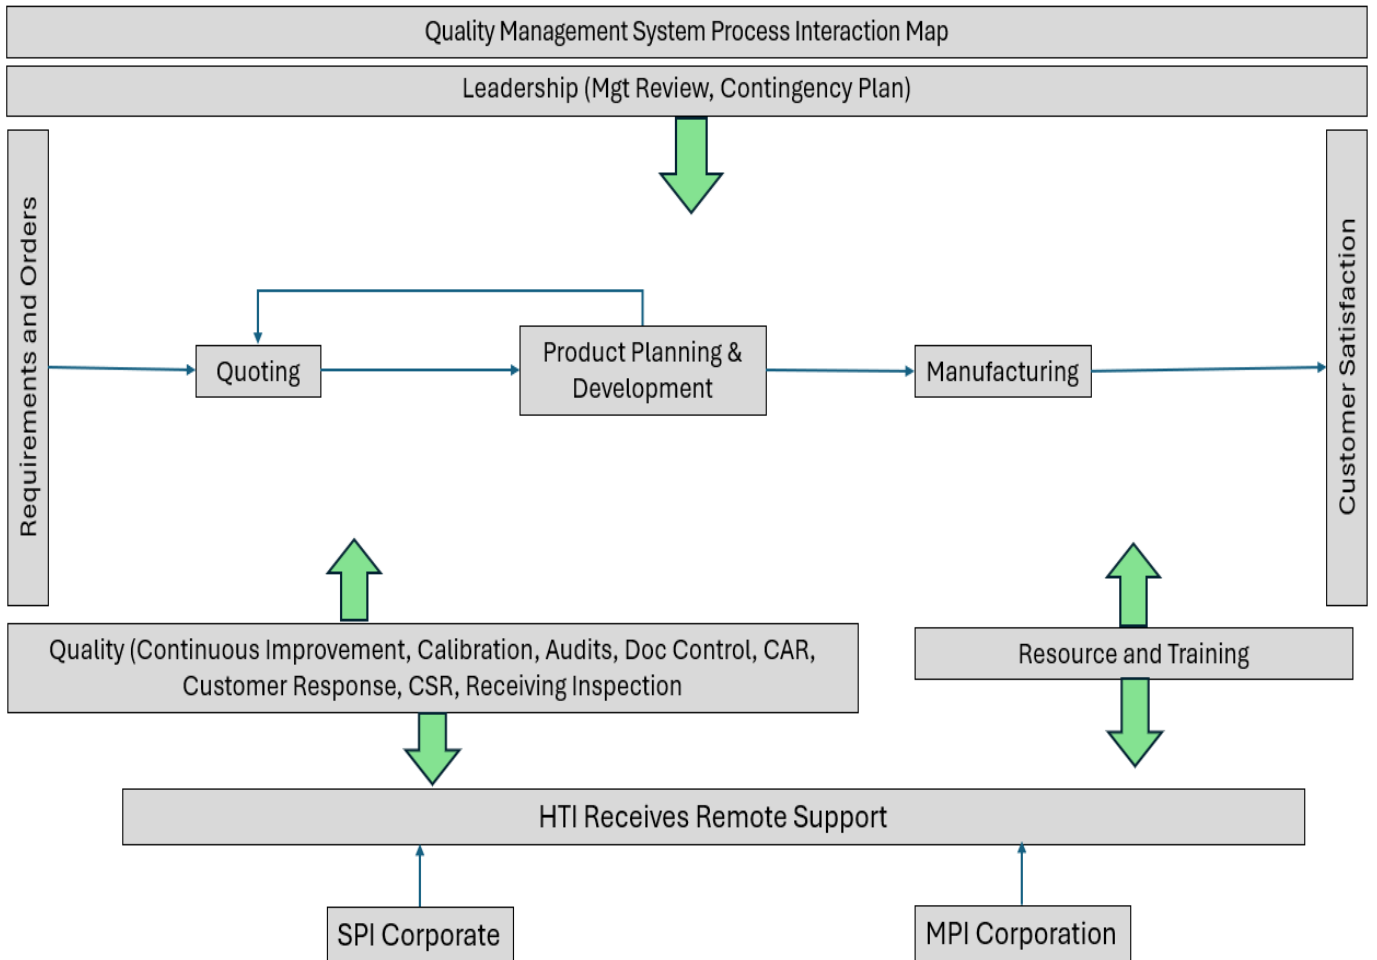 Quality Management System Process Interaction Map
Leadership (Mgt Review, Contingency Plan)
Requirements and Orders
Quoting
Product Planning &
Development
Manufacturing
Customer Satisfaction
Quality (Continuous Improvement, Calibration, Audits, Doc Control, CAR,
Customer Response, CSR, Receiving Inspection
Resource and Training
HTI Receives Remote Support
SPI Corporate
MPI Corporation